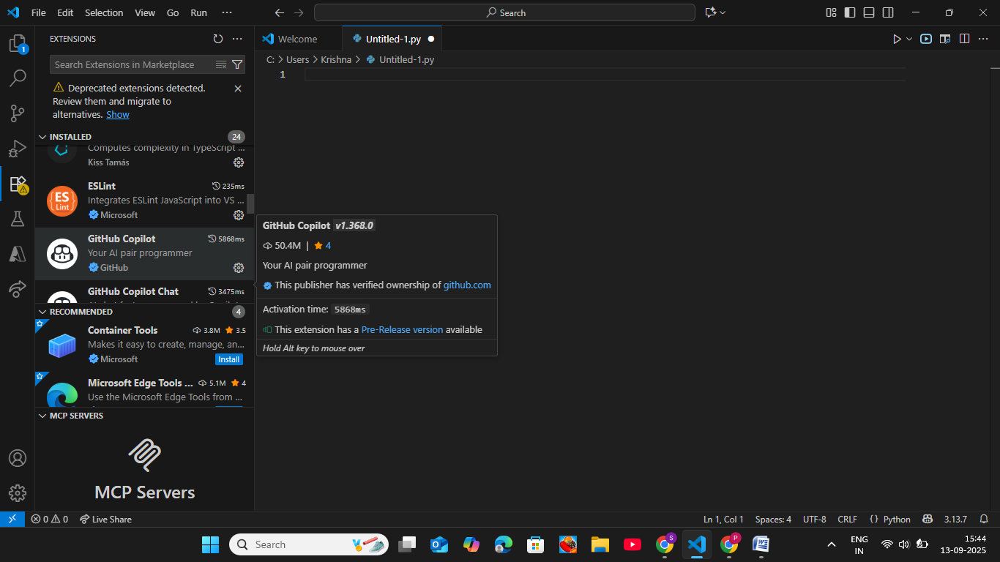 File Edit Selection View Go Run ···
Search
EXTENSIONS
Welcome
Untitled-1.py
1
Search Extensions in Marketplace
C: > Users > Krishna > Untitled-1.py
1
Deprecated extensions detected.
Review them and migrate to
alternatives. Show
INSTALLED 24
Computes complexity in TypeScript ...
Kiss Tamás
ESLint 235ms
Integrates ESLint JavaScript into VS ...
Microsoft
ES
Lint
GitHub Copilot 5868ms
Your AI pair programmer
GitHub
GitHub Copilot Chat 3475ms
RECOMMENDED 4
Container Tools 3.8M 3.5
Makes it easy to create, manage, an...
Microsoft Install
Microsoft Edge Tools ... 5.1M 4
Use the Microsoft Edge Tools from ...
MCP SERVERS
MCP Servers
GitHub Copilot v1.368.0
50.4M | 4
Your AI pair programmer
This publisher has verified ownership of github.com
Activation time: 5868ms
This extension has a Pre-Release version available
Hold Alt key to mouse over
0 0 Live Share
Ln 1, Col 1 Spaces: 4 UTF-8 CRLF {} Python 3.13.7
Search
S
P
ENG
IN
15:44
13-09-2025